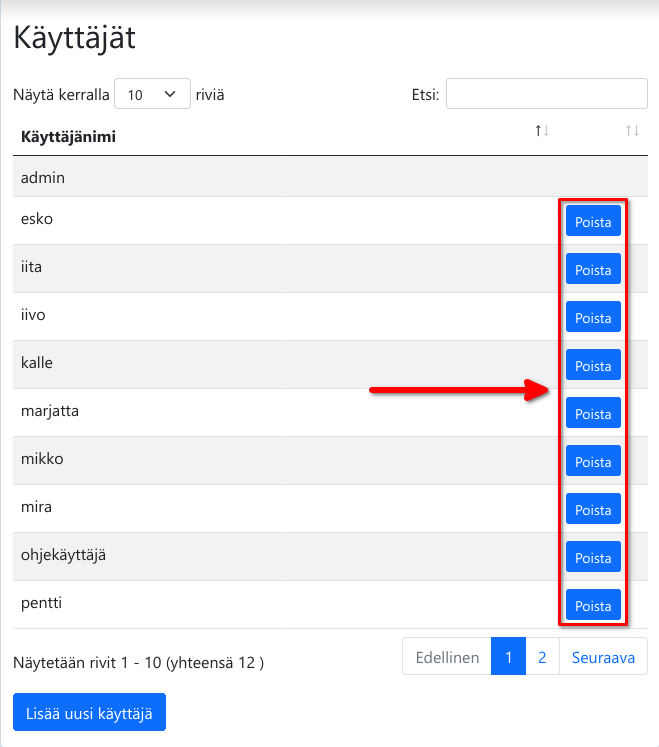 Käyttäjät
Näytä kerralla 10 riviä Etsi:
Käyttäjänimi
admin
esko Poista
iita Poista
iivo Poista
kalle Poista
marjatta Poista
mikko Poista
mira Poista
ohjekäyttäjä Poista
pentti Poista
Näytetään rivit 1 - 10 (yhteensä 12 ) Edellinen 1 2 Seuraava
Lisää uusi käyttäjä